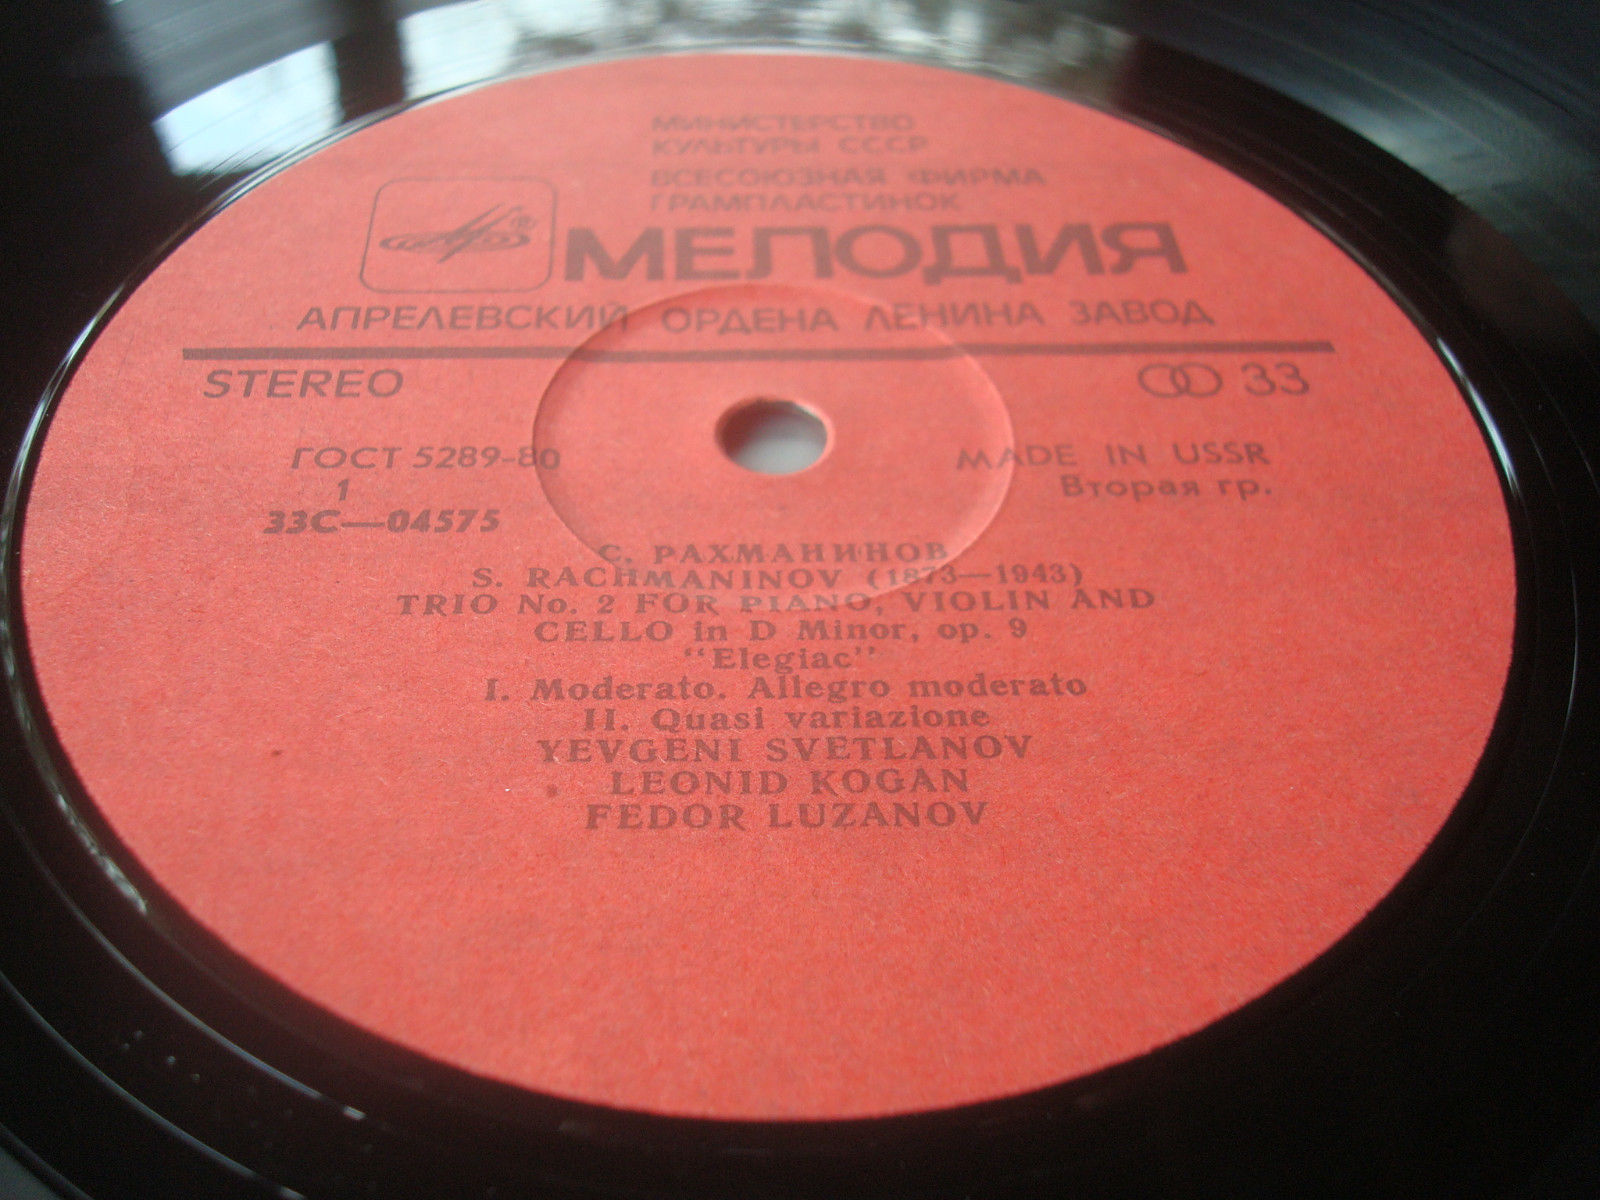 МИНИСТЕРСТВО
КУЛЬТУРЫ СССР
ВСЕСОЮЗНАЯ ФИРМА
ГРАМПЛАСТИНОК
МЕЛОДИЯ
АПРЕЛЕВСКИЙ ОРДЕНА ЛЕНИНА ЗАВОД
STEREO
33
ГОСТ 5289-80
MADE IN USSR
1
Вторая гр.
33С—04575
С. РАХМАНИНОВ
S. RACHMANINOV (1873—1943)
TRIO No. 2 FOR PIANO, VIOLIN AND
CELLO in D Minor, op. 9
"Elegiac"
I. Moderato. Allegro moderato
II. Quasi variazione
YEVGENI SVETLANOV
LEONID KOGAN
FEDOR LUZANOV